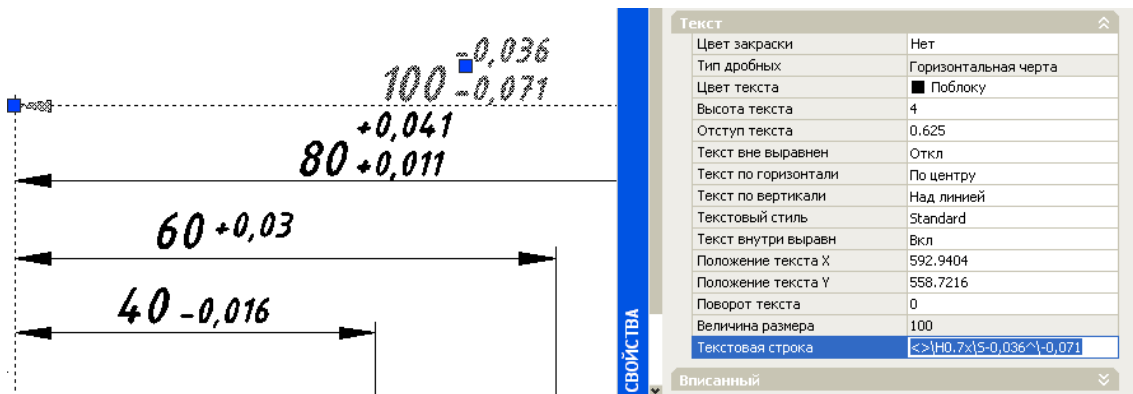 -0,036
100 -0,071
+0,041
80 +0,011
60 +0,03
40 -0,016
СВОЙСТВА
Текст
Цвет закраски Нет
Тип дробных Горизонтальная черта
Цвет текста Поблоку
Высота текста 4
Отступ текста 0.625
Текст вне выравнен Откл
Текст по горизонтали По центру
Текст по вертикали Над линией
Текстовый стиль Standard
Текст внутри выравн Вкл
Положение текста X 592.9404
Положение текста Y 558.7216
Поворот текста 0
Величина размера 100
Текстовая строка <>\H0.7x\S-0,036^\-0,071
Вписанный